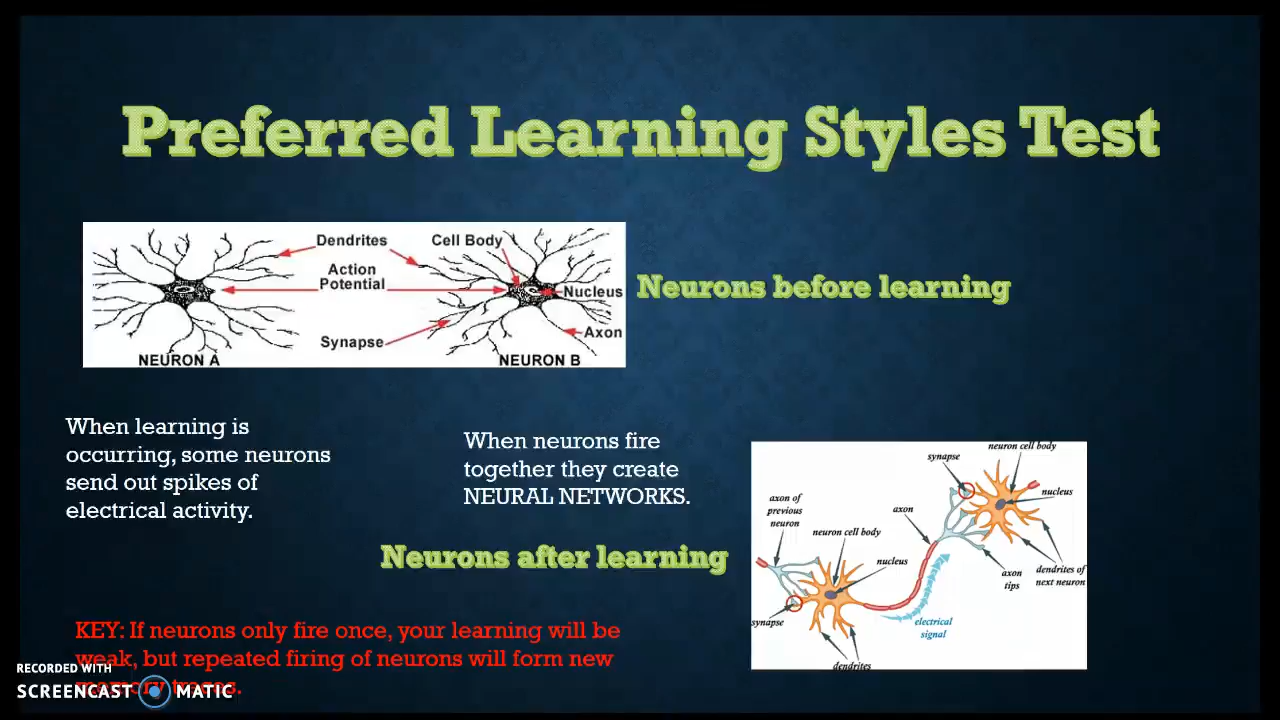 Preferred Learning Styles Test
Dendrites
Cell Body
Action
Potential
Nucleus
Synapse
Axon
NEURON A
NEURON B
Neurons before learning
When learning is
occurring, some neurons
send out spikes of
electrical activity.
When neurons fire
together they create
NEURAL NETWORKS.
neuron cell body
synapse
nucleus
axon of
previous
neuron
axon
neuron cell body
nucleus
axon
tips
dendrites of
next neuron
synapse
electrical
signal
dendrites
Neurons after learning
KEY: If neurons only fire once, your learning will be
weak, but repeated firing of neurons will form new
memory traces.
RECORDED WITH
SCREENCAST MATIC